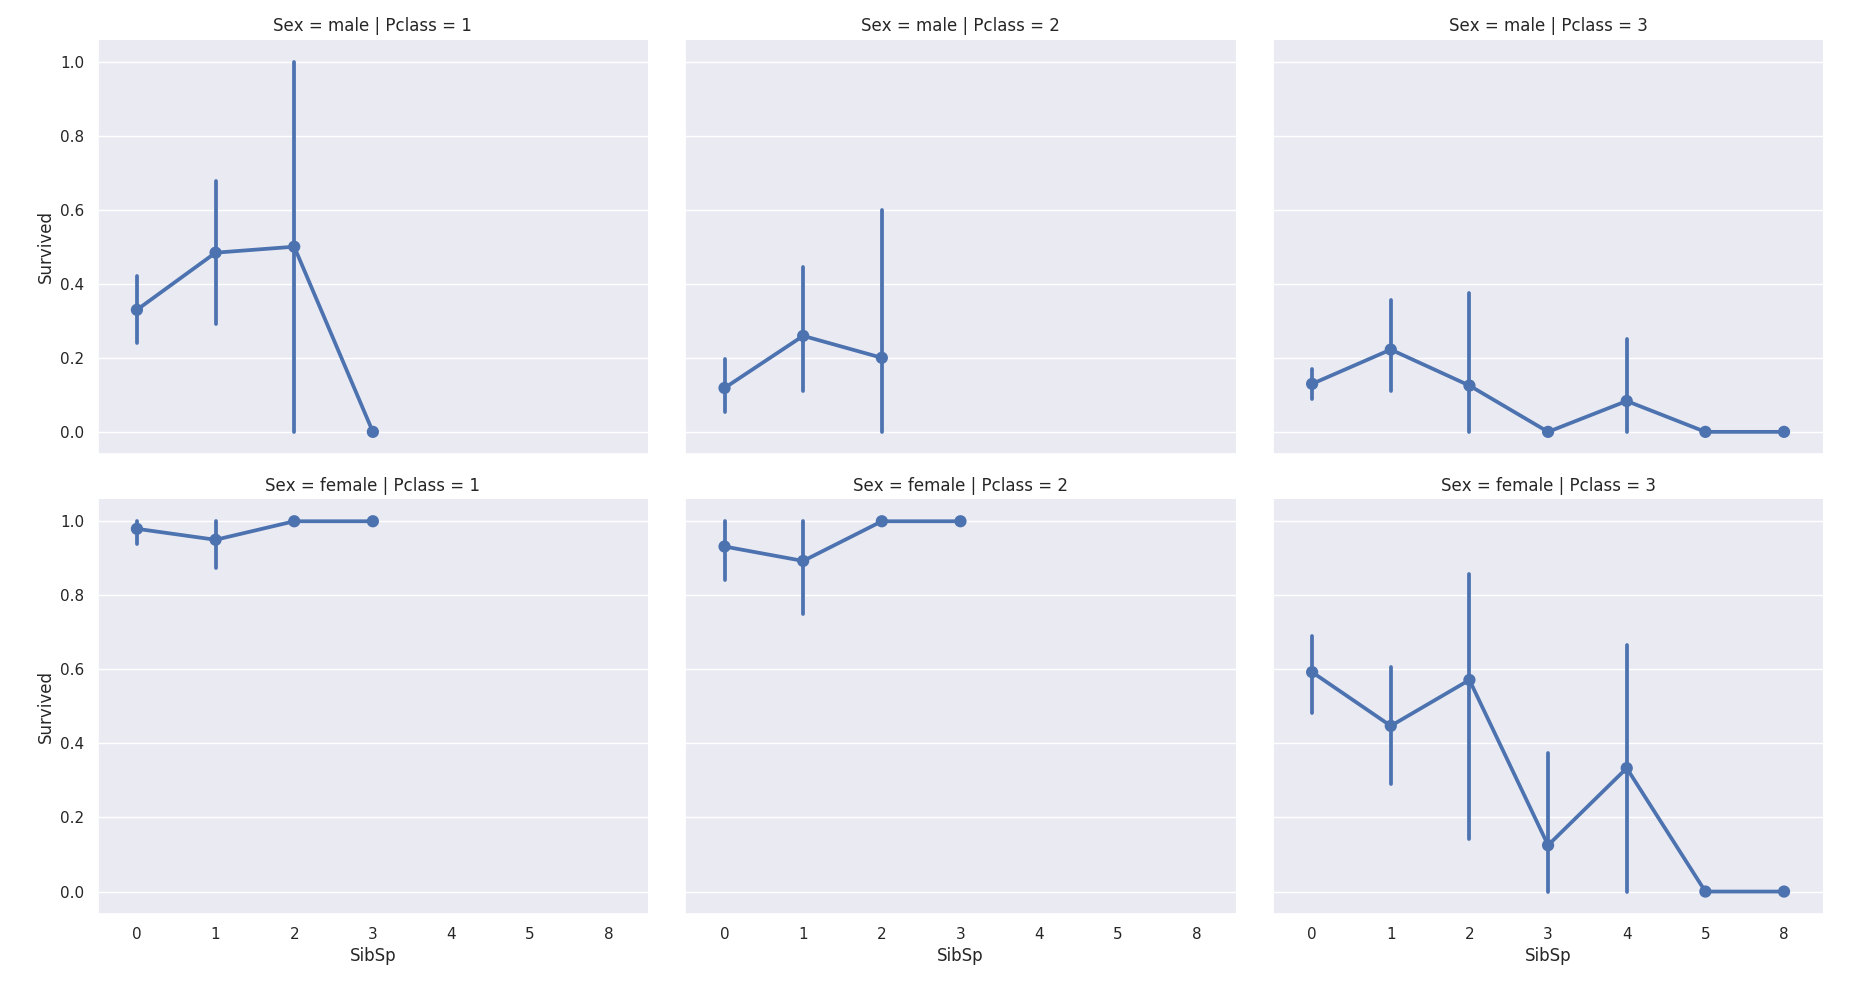 Sex = male | Pclass = 1
Sex = male | Pclass = 2
Sex = male | Pclass = 3
1.0
0.8
0.6
0.4
0.2
0.0
Survived
Sex = female | Pclass = 1
Sex = female | Pclass = 2
Sex = female | Pclass = 3
1.0
0.8
0.6
0.4
0.2
0.0
Survived
0 1 2 3 4 5 8
SibSp
0 1 2 3 4 5 8
SibSp
0 1 2 3 4 5 8
SibSp